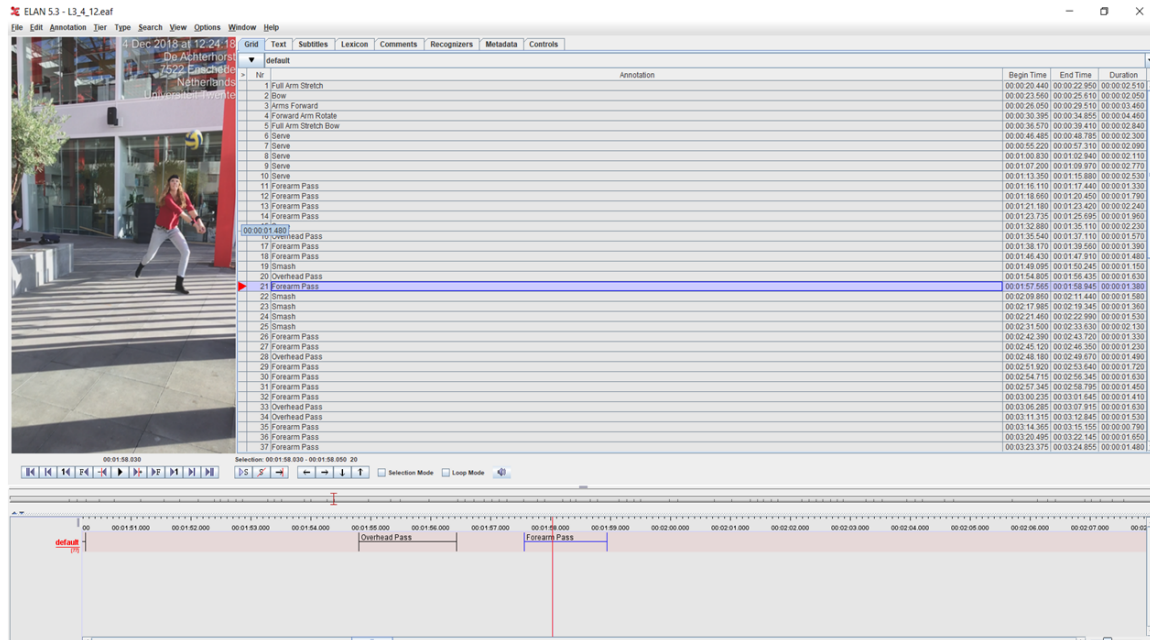 ELAN 5.3 - L3_4_12.eaf
File Edit Annotation Tier Type Search View Options Window Help
4 Dec 2018 at 12:24:18
De Achterhorst
7522 Enschede
Netherlands
Universiteit Twente
Grid Text Subtitles Lexicon Comments Recognizers Metadata Controls
default
> Nr Annotation Begin Time End Time Duration
1 Full Arm Stretch 00:00:20.440 00:00:22.950 00:00:02.510
2 Bow 00:00:23.560 00:00:25.610 00:00:02.050
3 Arms Forward 00:00:26.050 00:00:29.510 00:00:03.460
4 Forward Arm Rotate 00:00:30.395 00:00:34.855 00:00:04.460
5 Full Arm Stretch Bow 00:00:36.570 00:00:39.410 00:00:02.840
6 Serve 00:00:46.485 00:00:48.785 00:00:02.300
7 Serve 00:00:55.220 00:00:57.310 00:00:02.090
8 Serve 00:01:00.830 00:01:02.940 00:00:02.110
9 Serve 00:01:07.200 00:01:09.970 00:00:02.770
10 Serve 00:01:13.350 00:01:15.880 00:00:02.530
11 Forearm Pass 00:01:16.110 00:01:17.440 00:00:01.330
12 Forearm Pass 00:01:18.660 00:01:20.450 00:00:01.790
13 Forearm Pass 00:01:21.180 00:01:23.420 00:00:02.240
14 Forearm Pass 00:01:23.735 00:01:25.695 00:00:01.960
00:01:32.880 00:01:35.110 00:00:02.230
00:00:01.480
16 Overhead Pass 00:01:35.540 00:01:37.110 00:00:01.570
17 Forearm Pass 00:01:38.170 00:01:39.560 00:00:01.390
18 Forearm Pass 00:01:46.430 00:01:47.910 00:00:01.480
19 Smash 00:01:49.095 00:01:50.245 00:00:01.150
20 Overhead Pass 00:01:54.805 00:01:56.435 00:00:01.630
21 Forearm Pass 00:01:57.565 00:01:58.945 00:00:01.380
22 Smash 00:02:09.860 00:02:11.440 00:00:01.580
23 Smash 00:02:17.985 00:02:19.345 00:00:01.360
24 Smash 00:02:21.460 00:02:22.990 00:00:01.530
25 Smash 00:02:31.500 00:02:33.630 00:00:02.130
26 Forearm Pass 00:02:42.390 00:02:43.720 00:00:01.330
27 Forearm Pass 00:02:45.120 00:02:46.350 00:00:01.230
28 Overhead Pass 00:02:48.180 00:02:49.670 00:00:01.490
29 Forearm Pass 00:02:51.920 00:02:53.640 00:00:01.720
30 Forearm Pass 00:02:54.715 00:02:56.345 00:00:01.630
31 Forearm Pass 00:02:57.345 00:02:58.795 00:00:01.450
32 Forearm Pass 00:03:00.235 00:03:01.645 00:00:01.410
33 Overhead Pass 00:03:06.285 00:03:07.915 00:00:01.630
34 Overhead Pass 00:03:11.315 00:03:12.845 00:00:01.530
35 Forearm Pass 00:03:14.365 00:03:15.155 00:00:00.790
36 Forearm Pass 00:03:20.495 00:03:22.145 00:00:01.650
37 Forearm Pass 00:03:23.375 00:03:24.855 00:00:01.480
00:01:58.030 Selection: 00:01:58.030 - 00:01:58.050 20
Selection Mode Loop Mode
00 00:01:51.000 00:01:52.000 00:01:53.000 00:01:54.000 00:01:55.000 00:01:56.000 00:01:57.000 00:01:58.000 00:01:59.000 00:02:00.000 00:02:01.000 00:02:02.000 00:02:03.000 00:02:04.000 00:02:05.000 00:02:06.000 00:02:07.000 00:02
default Overhead Pass Forearm Pass